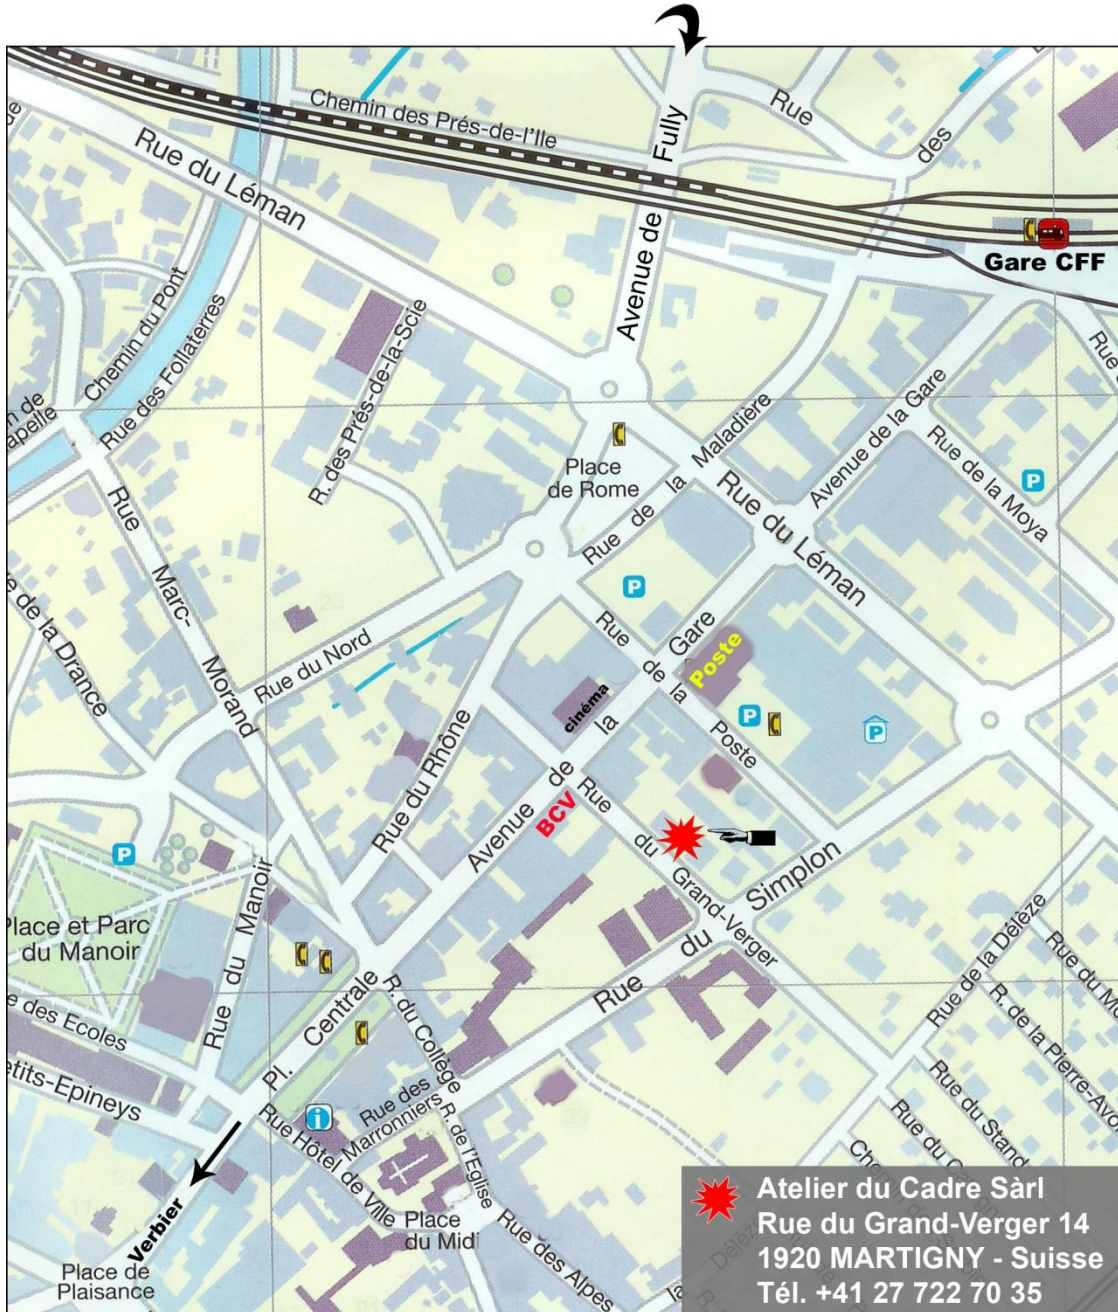 Chemin des Prés-de-l'Ile
Rue
des
Rue du Léman
Avenue de Fully
Gare CFF
Chemin du Pont
Rue des Follaterres
R. des Prés-de-la-Scie
Place
de Rome
Rue de la Maladière
Avenue de la Gare
Rue de la Moya
P
Rue du Léman
Rue
Marc-
Morand
Rue du Nord
P
Rue de la Poste
Poste
cinéma
P
P
Rue du Rhône
Avenue de la Gare
BCV
Rue du Grand-Verger
Rue du Simplon
P
Place et Parc
du Manoir
Rue du Manoir
Pl. Centrale
R. du Collège
Rue de la Délèze
R. de la Pierre-Avo
Rue du Stand
Rue des
Marronniers
i
Rue Hôtel de Ville
R. de l'Eglise
Place
du Midi
Rue des Alpes
Verbier
Place de
Plaisance
Atelier du Cadre Sàrl
Rue du Grand-Verger 14
1920 MARTIGNY - Suisse
Tél. +41 27 722 70 35